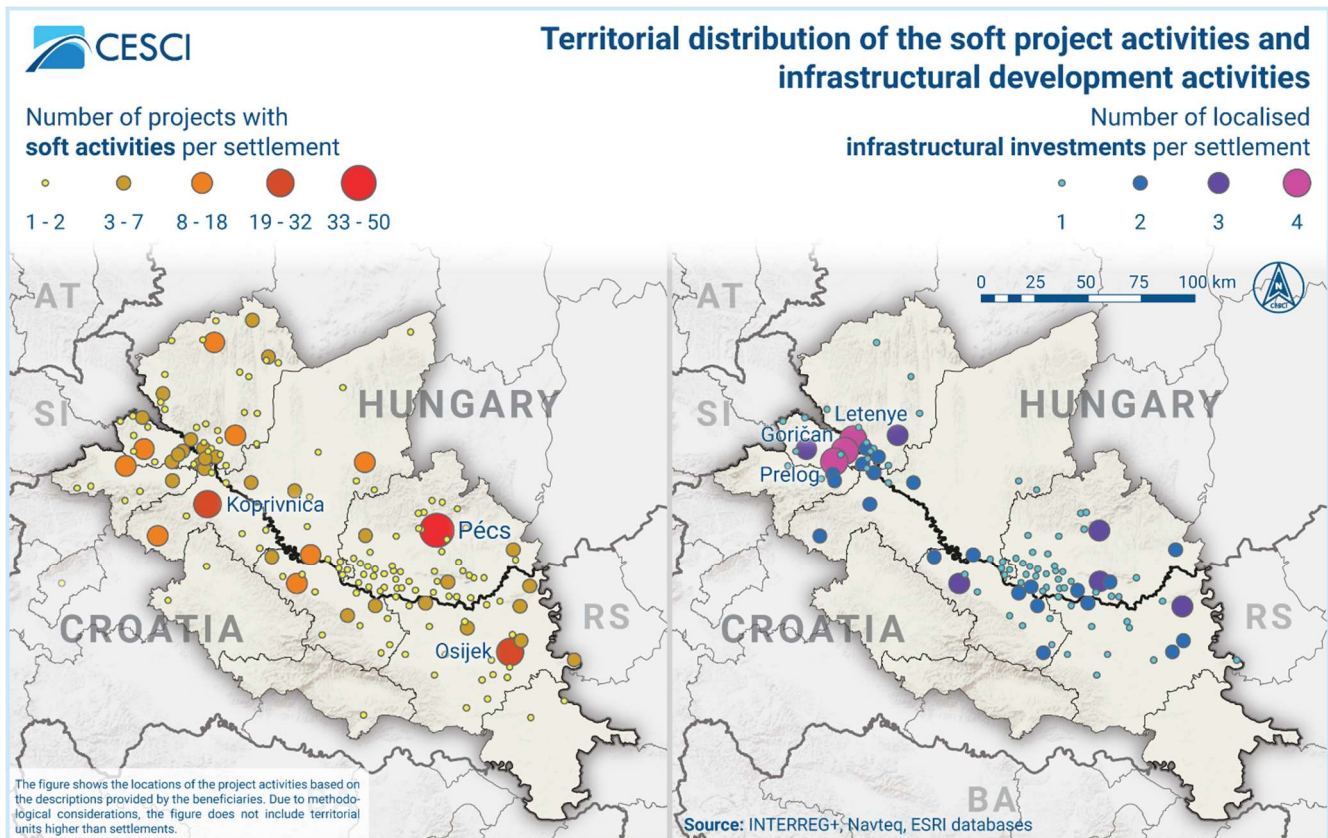 CESCI
Territorial distribution of the soft project activities and
infrastructural development activities
Number of projects with
soft activities per settlement
1 - 2
3 - 7
8 - 18
19 - 32
33 - 50
Number of localised
infrastructural investments per settlement
1
2
3
4
AT
SI
HUNGARY
CROATIA
RS
Koprivnica
Pécs
Osijek
The figure shows the locations of the project activities based on
the descriptions provided by the beneficiaries. Due to methodo-
logical considerations, the figure does not include territorial
units higher than settlements.
0 25 50 75 100 km
N
CESCI
AT
SI
HUNGARY
CROATIA
RS
BA
Letenye
Goričan
Prelog
Source: INTERREG+, Navteq, ESRI databases